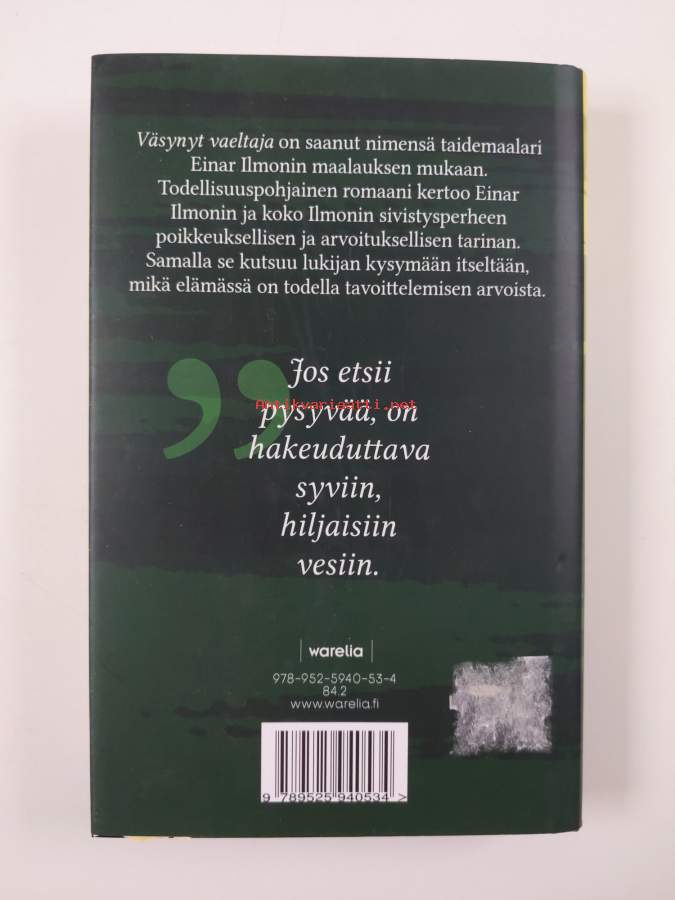 Väsynyt vaeltaja on saanut nimensä taidemaalari
Einar Ilmonin maalauksen mukaan.
Todellisuuspohjainen romaani kertoo Einar
Ilmonin ja koko Ilmonin sivistysperheen
poikkeuksellisen ja arvoituksellisen tarinan.
Samalla se kutsuu lukijan kysymään itseltään,
mikä elämässä on todella tavoittelemisen arvoista.
” Jos etsii
Antikvariaatti.net
pysyvää, on
hakeuduttava
syviin,
hiljaisiin
vesiin.
| warelia |
978-952-5940-53-4
84.2
www.warelia.fi
9 789525 940534 >